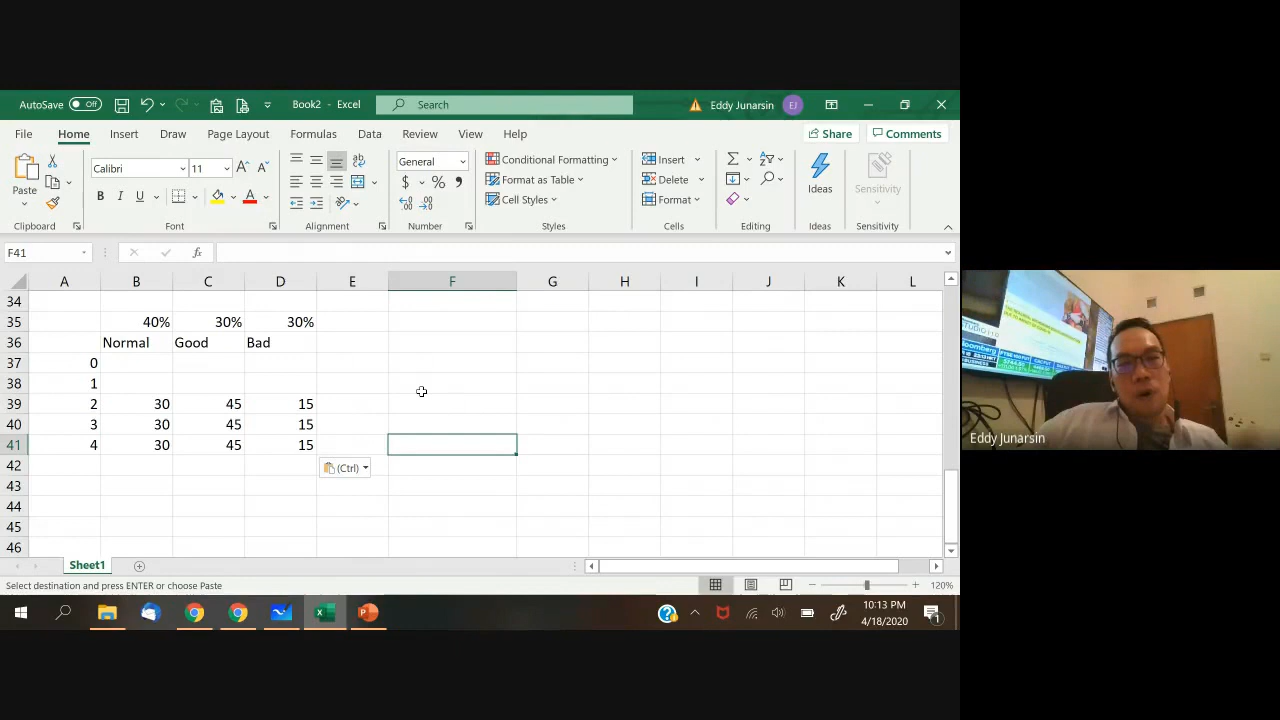 AutoSave Off Book2 - Excel Search Eddy Junarsin EJ
File Home Insert Draw Page Layout Formulas Data Review View Help Share Comments
Paste Calibri 11 General Conditional Formatting Insert Ideas Sensitivity
B I U A $ % , Format as Table Delete
Cell Styles Format
Clipboard Font Alignment Number Styles Cells Editing Ideas Sensitivity
F41 fx
A B C D E F G H I J K L
34
35 40% 30% 30%
36 Normal Good Bad
37 0
38 1
39 2 30 45 15
40 3 30 45 15
41 4 30 45 15
42 (Ctrl)
43
44
45
46
Sheet1
Select destination and press ENTER or choose Paste 120%
10:13 PM
4/18/2020
STUDIO
Bloomberg
Eddy Junarsin